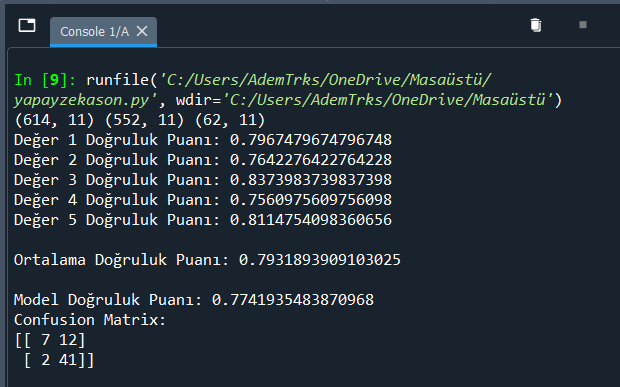 Console 1/A
In [9]: runfile('C:/Users/AdemTrks/OneDrive/Masaüstü/
yapayzekason.py', wdir='C:/Users/AdemTrks/OneDrive/Masaüstü')
(614, 11) (552, 11) (62, 11)
Değer 1 Doğruluk Puanı: 0.7967479674796748
Değer 2 Doğruluk Puanı: 0.7642276422764228
Değer 3 Doğruluk Puanı: 0.8373983739837398
Değer 4 Doğruluk Puanı: 0.7560975609756098
Değer 5 Doğruluk Puanı: 0.8114754098360656
Ortalama Doğruluk Puanı: 0.7931893909103025
Model Doğruluk Puanı: 0.7741935483870968
Confusion Matrix:
[[ 7 12]
[ 2 41]]